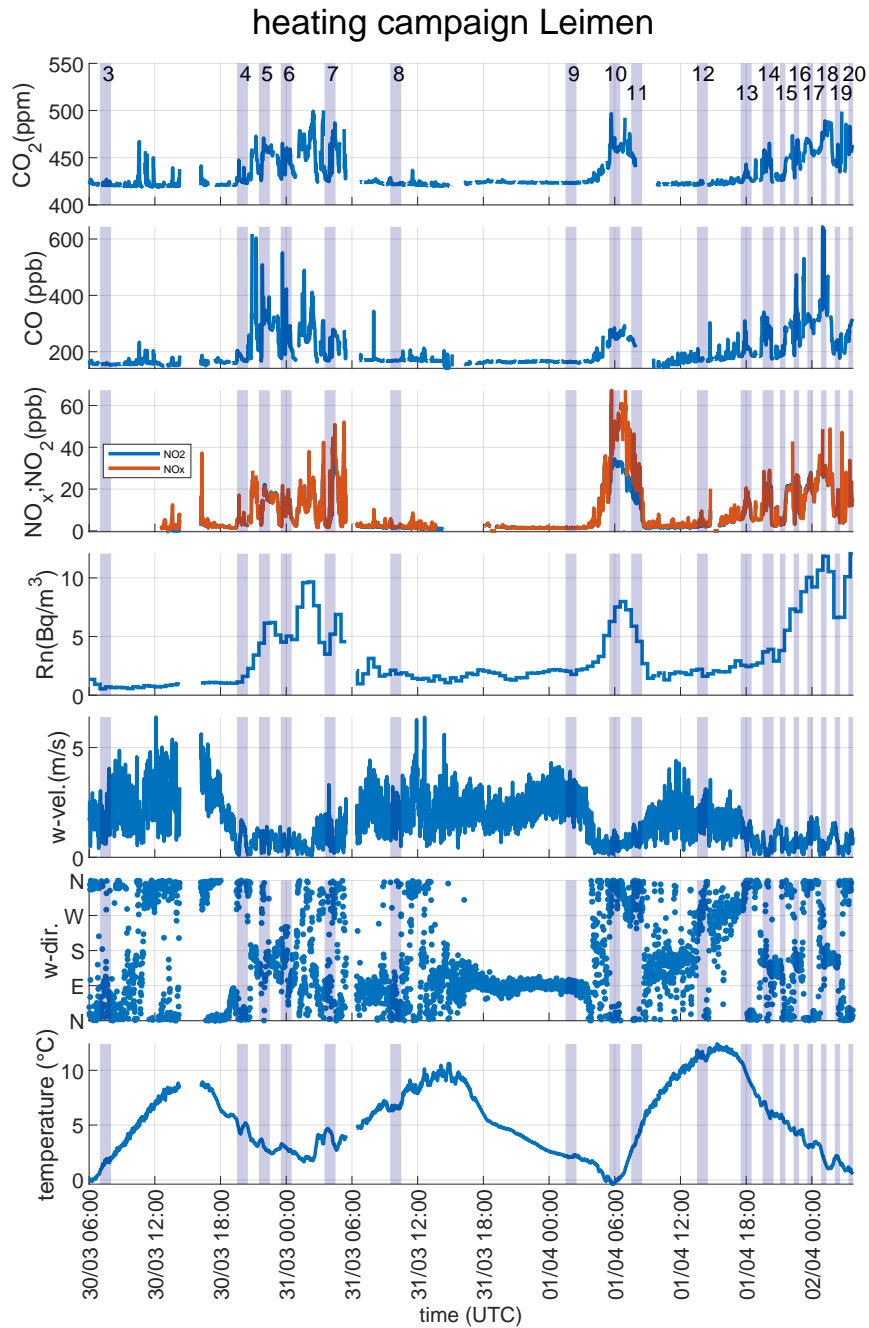 heating campaign Leimen
550
500
450
400
CO2(ppm)
3 4 5 6 7 8 9 10 12 14 16 18 20
11 13 15 17 19
600
400
200
CO (ppb)
60
40
20
0
NOx;NO2(ppb)
NO2
NOx
10
5
0
Rn(Bq/m3)
5
0
w-vel.(m/s)
N
W
S
E
N
w-dir.
10
5
0
temperature (°C)
30/03 06:00
30/03 12:00
30/03 18:00
31/03 00:00
31/03 06:00
31/03 12:00
31/03 18:00
01/04 00:00
01/04 06:00
01/04 12:00
01/04 18:00
02/04 00:00
time (UTC)